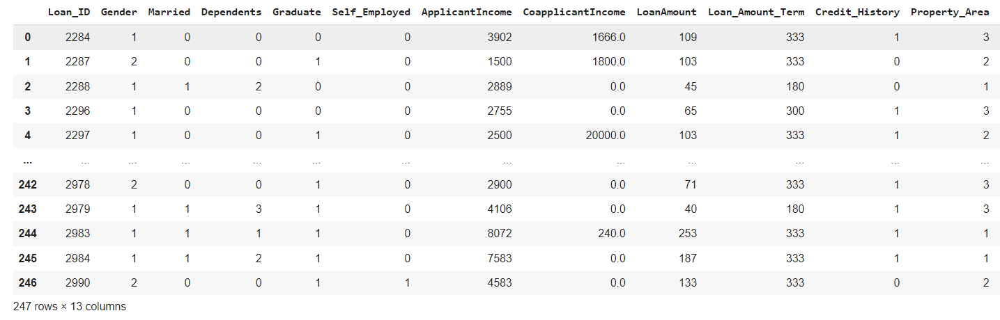 Loan_ID Gender Married Dependents Graduate Self_Employed ApplicantIncome CoapplicantIncome LoanAmount Loan_Amount_Term Credit_History Property_Area
0 2284 1 0 0 0 0 3902 1666.0 109 333 1 3
1 2287 2 0 0 1 0 1500 1800.0 103 333 0 2
2 2288 1 1 2 0 0 2889 0.0 45 180 0 1
3 2296 1 0 0 0 0 2755 0.0 65 300 1 3
4 2297 1 0 0 1 0 2500 20000.0 103 333 1 2
... ... ... ... ... ... ... ... ... ... ... ... ...
242 2978 2 0 0 1 0 2900 0.0 71 333 1 3
243 2979 1 1 3 1 0 4106 0.0 40 180 1 3
244 2983 1 1 1 1 0 8072 240.0 253 333 1 1
245 2984 1 1 2 1 0 7583 0.0 187 333 1 1
246 2990 2 0 0 1 1 4583 0.0 133 333 0 2
247 rows × 13 columns